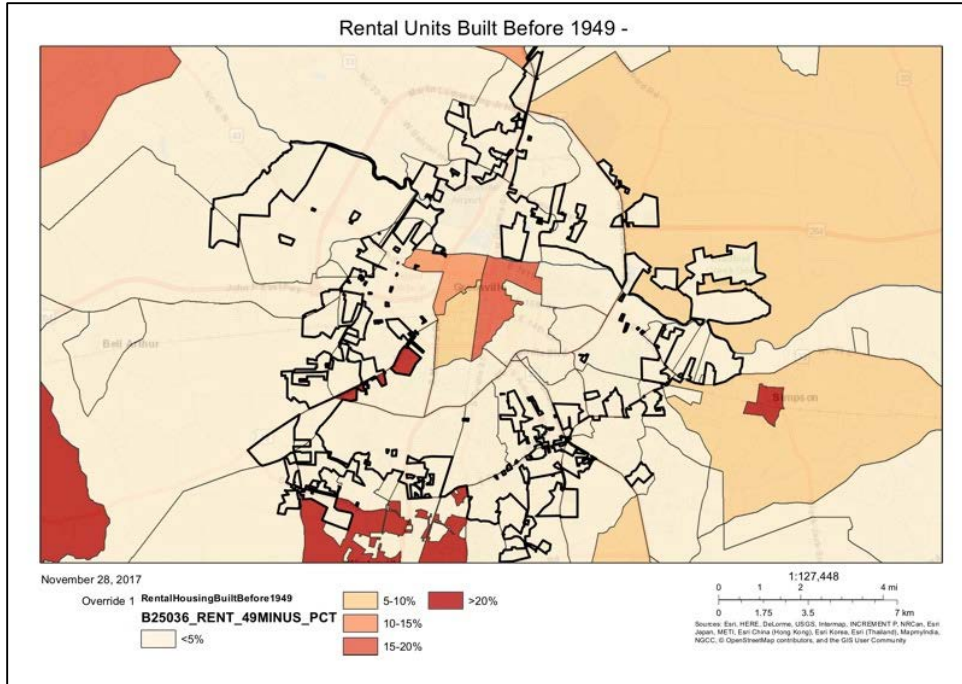 Rental Units Built Before 1949 -
Greenville
Bell Arthur
Simpson
264
November 28, 2017
Override 1 RentalHousingBuiltBefore1949
B25036_RENT_49MINUS_PCT
<5%
5-10%
10-15%
15-20%
>20%
1:127,448
0 1 2 4 mi
0 1.75 3.5 7 km
Sources: Esri, HERE, DeLorme, USGS, Intermap, INCREMENT P, NRCan, Esri
Japan, METI, Esri China (Hong Kong), Esri Korea, Esri (Thailand), MapmyIndia,
NGCC, © OpenStreetMap contributors, and the GIS User Community